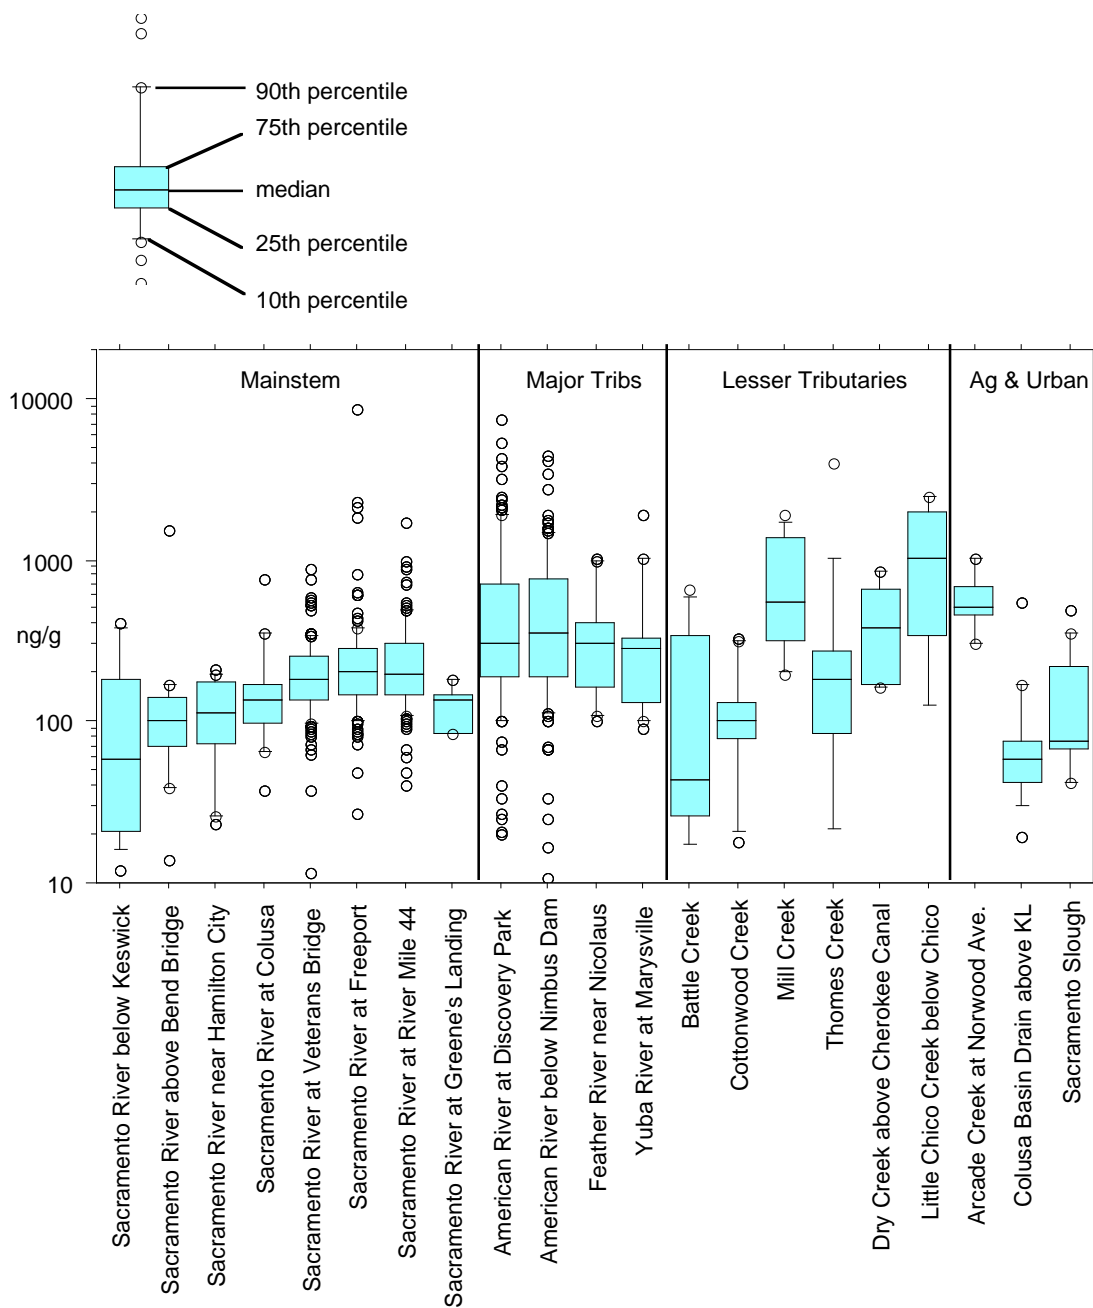 90th percentile
75th percentile
median
25th percentile
10th percentile
Mainstem
Major Tribs
Lesser Tributaries
Ag & Urban
10000
1000
ng/g
100
10
Sacramento River below Keswick
Sacramento River above Bend Bridge
Sacramento River near Hamilton City
Sacramento River at Colusa
Sacramento River at Veterans Bridge
Sacramento River at Freeport
Sacramento River at River Mile 44
Sacramento River at Greene's Landing
American River at Discovery Park
American River below Nimbus Dam
Feather River near Nicolaus
Yuba River at Marysville
Battle Creek
Cottonwood Creek
Mill Creek
Thomes Creek
Dry Creek above Cherokee Canal
Little Chico Creek below Chico
Arcade Creek at Norwood Ave.
Colusa Basin Drain above KL
Sacramento Slough